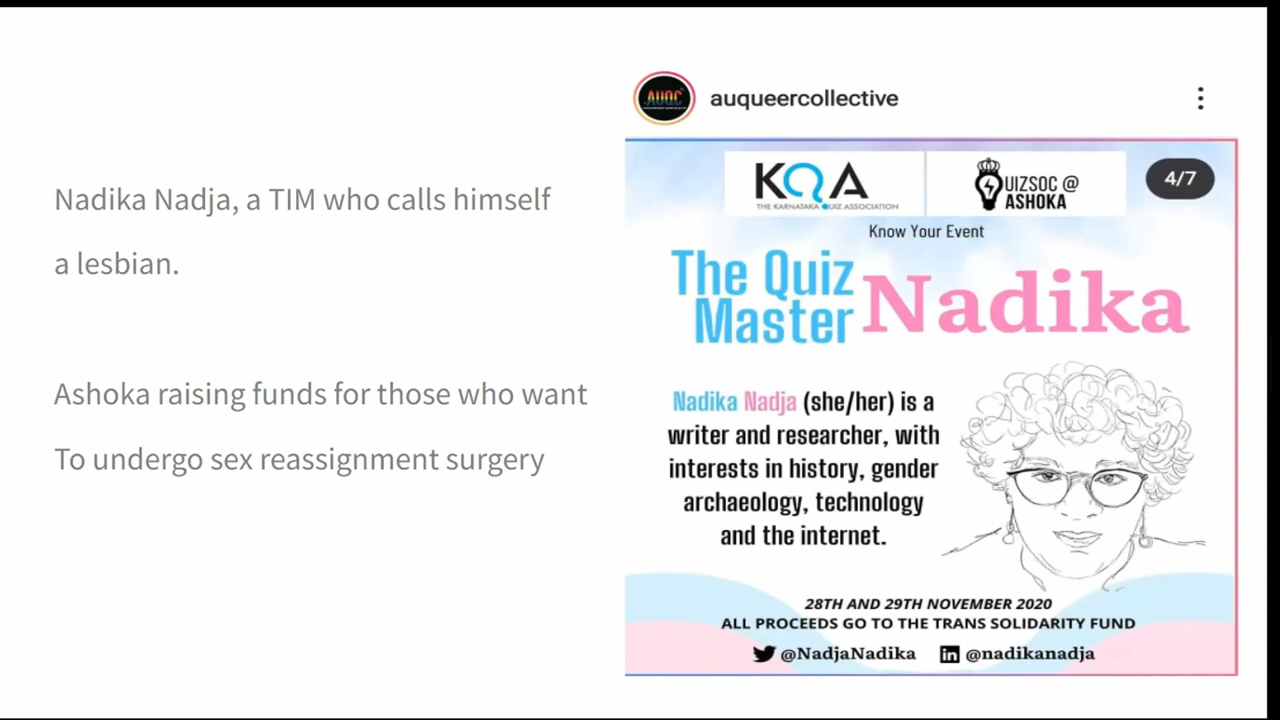 Nadika Nadja, a TIM who calls himself
a lesbian.
Ashoka raising funds for those who want
To undergo sex reassignment surgery
AUQC
auqueercollective
KQA
THE KARNATAKA QUIZ ASSOCIATION
QUIZSOC @
ASHOKA
4/7
Know Your Event
The Quiz
Master
Nadika
Nadika Nadja (she/her) is a
writer and researcher, with
interests in history, gender
archaeology, technology
and the internet.
28TH AND 29TH NOVEMBER 2020
ALL PROCEEDS GO TO THE TRANS SOLIDARITY FUND
@NadjaNadika in @nadikanadja